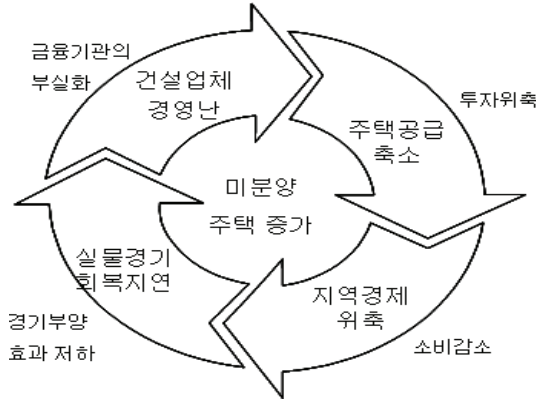 금융기관의
부실화
건설업체
경영난
투자위축
주택공급
축소
미분양
주택 증가
실물경기
회복지연
지역경제
위축
경기부양
효과 저하
소비감소